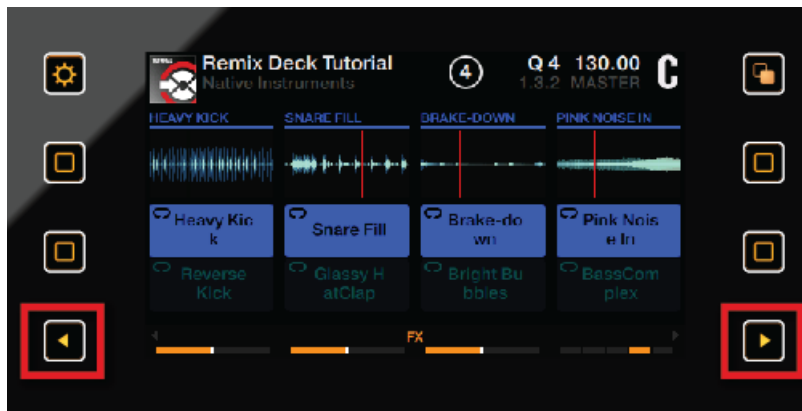 Remix Deck Tutorial
Native Instruments
4
Q 4 130.00
1.3.2 MASTER
C
HEAVY KICK SNARE FILL BRAKE-DOWN PINK NOISE IN
Heavy Kic
k
Snare Fill
Brake-do
wn
Pink Nois
e In
Reverse
Kick
Glassy H
atClap
Bright Bu
bbles
BassCom
plex
FX